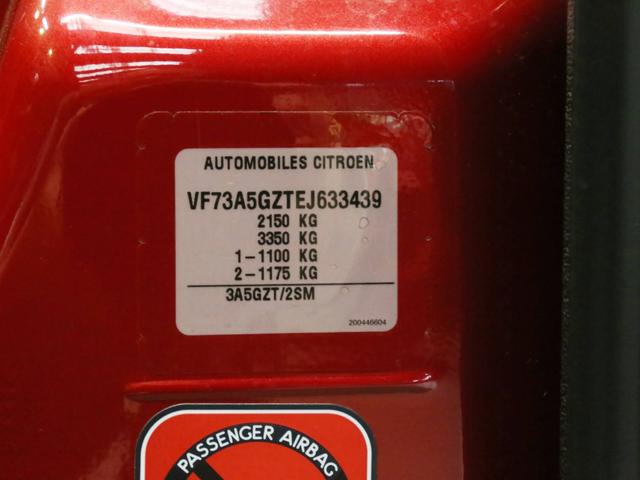 AUTOMOBILES CITROEN
VF73A5GZTEJ633439
2150 KG
3350 KG
1-1100 KG
2-1175 KG
3A5GZT/2SM
200446604
PASSENGER AIRBAG